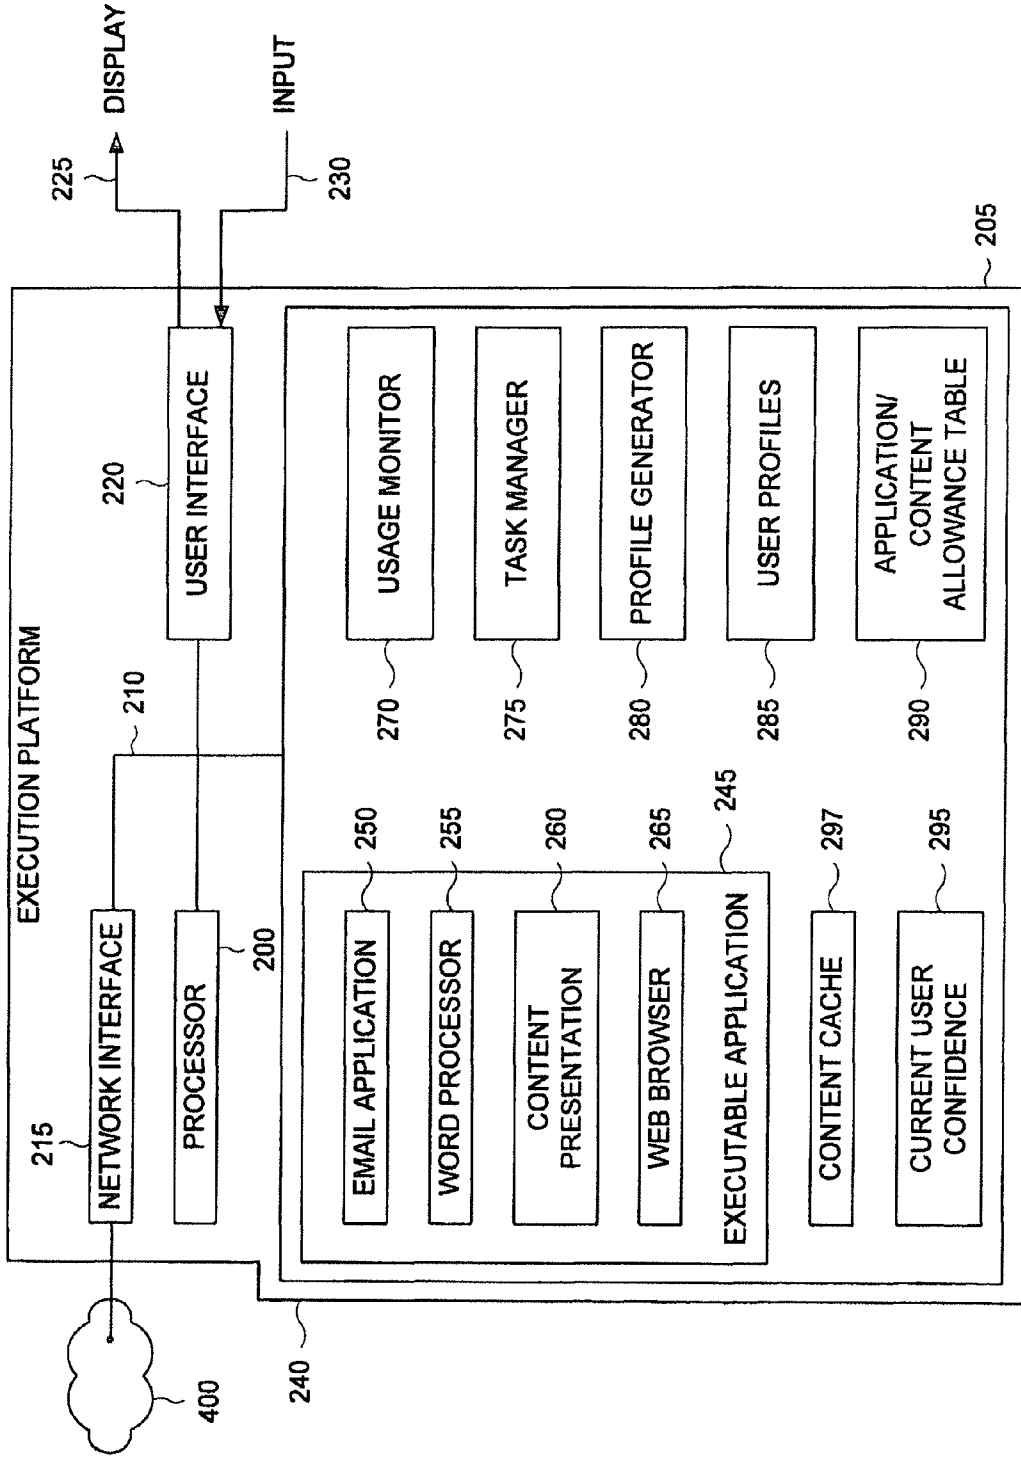 EXECUTION PLATFORM
400
215
NETWORK INTERFACE
PROCESSOR
200
210
220
USER INTERFACE
225
DISPLAY
INPUT
230
240
EMAIL APPLICATION
250
WORD PROCESSOR
255
CONTENT
PRESENTATION
260
WEB BROWSER
265
EXECUTABLE APPLICATION
245
CONTENT CACHE
297
CURRENT USER
CONFIDENCE
295
270
USAGE MONITOR
275
TASK MANAGER
280
PROFILE GENERATOR
285
USER PROFILES
290
APPLICATION/
CONTENT
ALLOWANCE TABLE
205